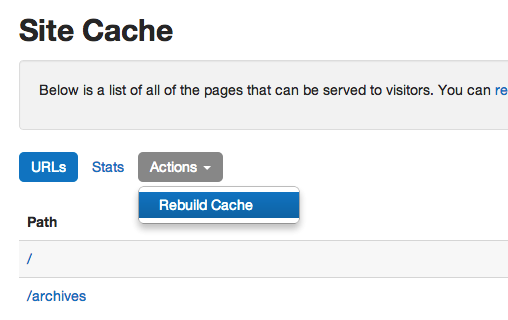 Site Cache
Below is a list of all of the pages that can be served to visitors. You can re
URLs Stats Actions
Rebuild Cache
Path
/
/archives